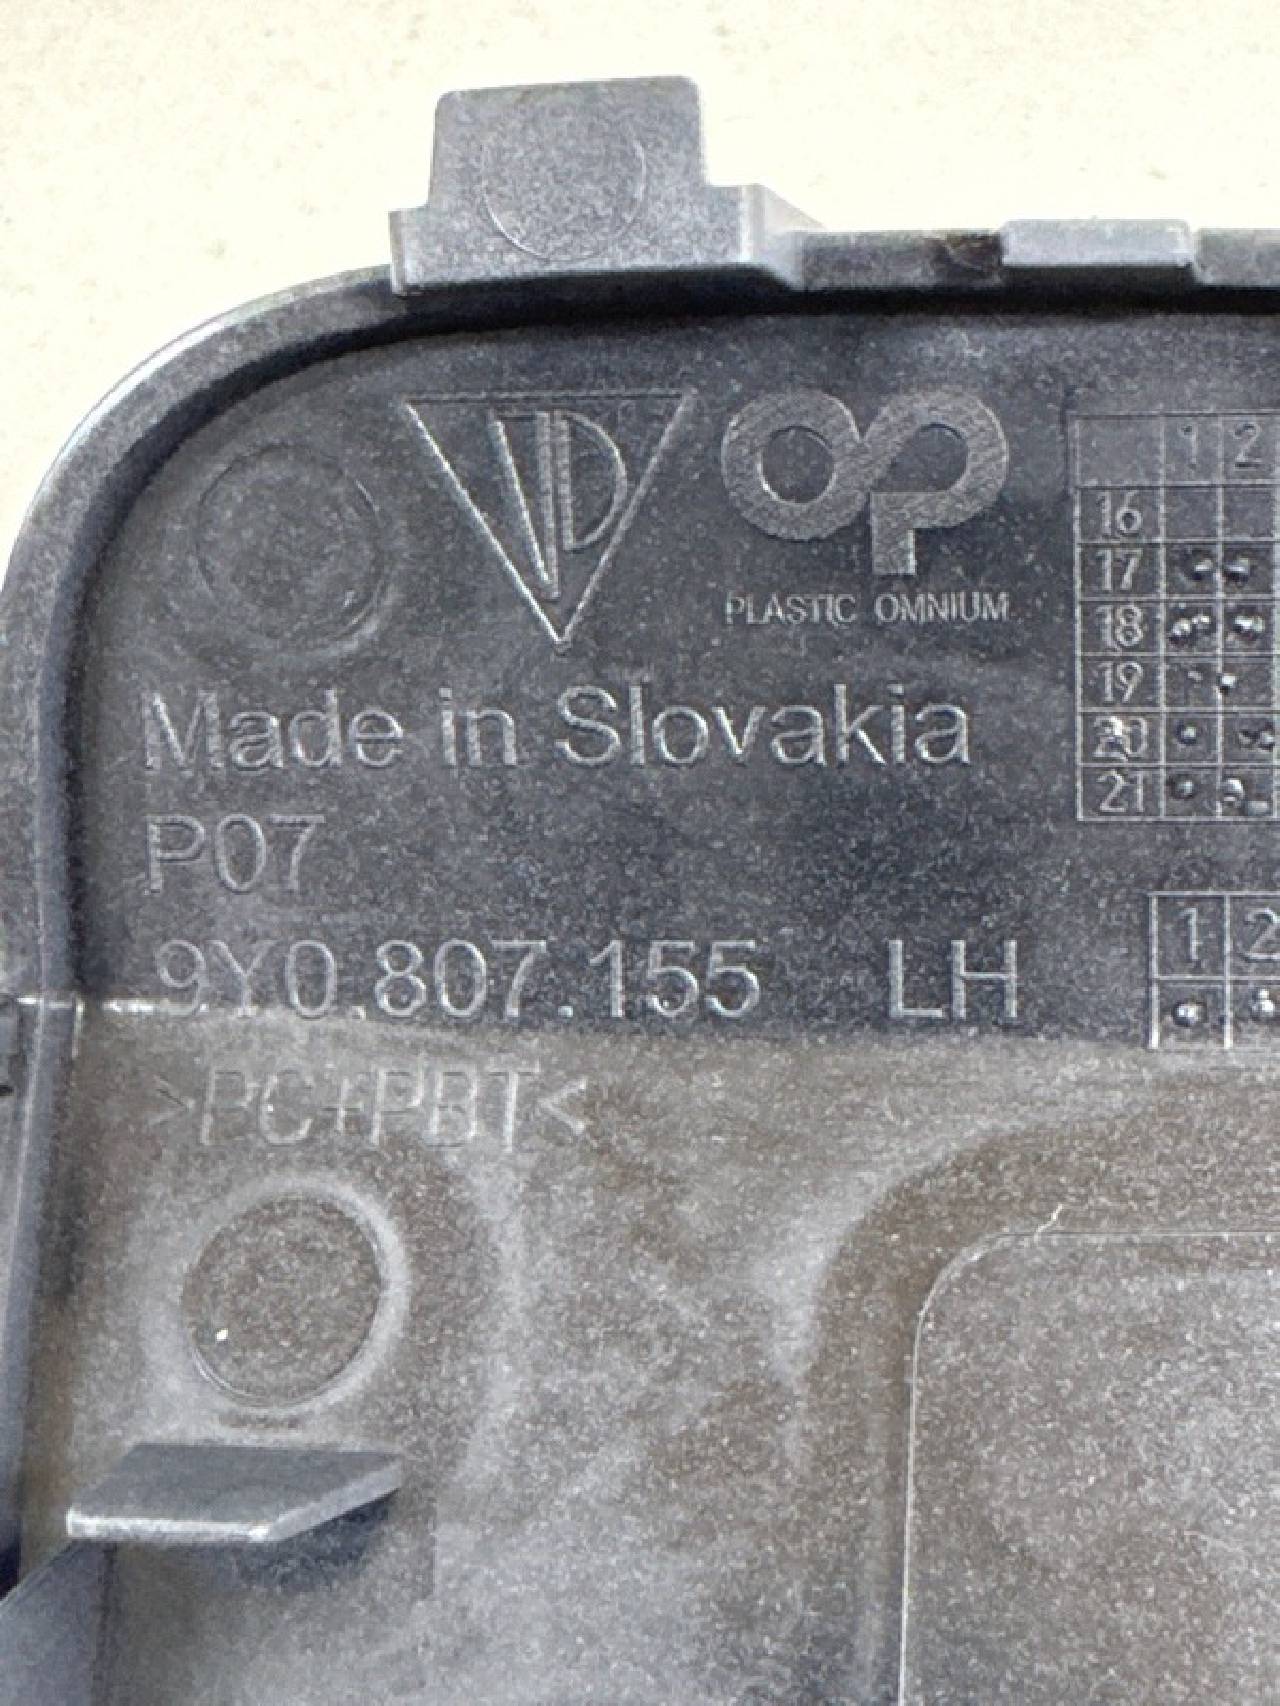 OP
PLASTIC OMNIUM
Made in Slovakia
P07
9Y0.807.155 LH
>PC+PBT<
1 2
16
17
18
19
20
21
1 2